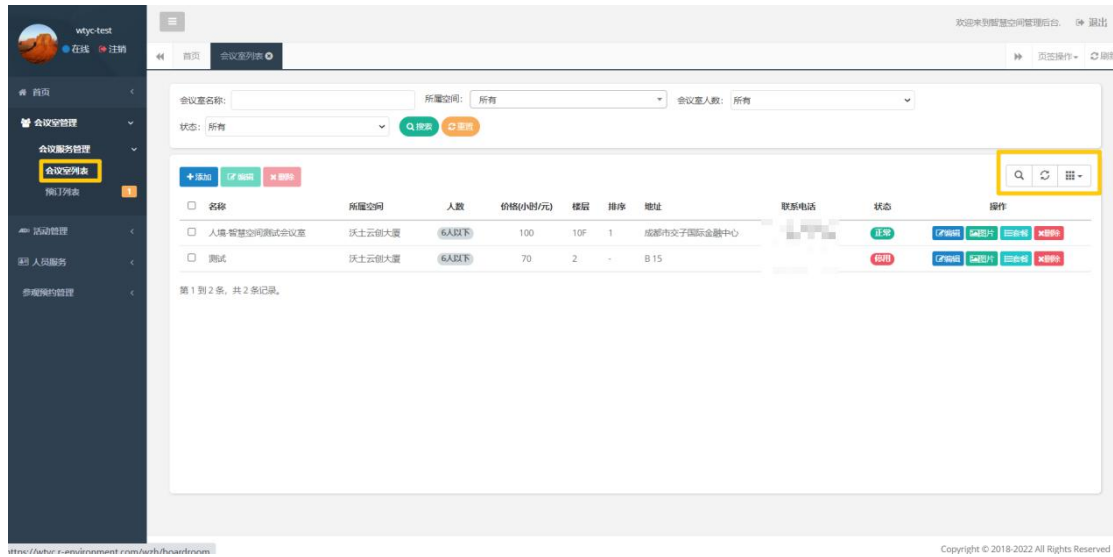 wtyc-test
在线 注销
欢迎来到智慧空间管理后台. 退出
首页 会议室列表 页签操作
首页
会议室管理
会议服务管理
会议室列表
预订列表 1
活动管理
人员服务
参观预约管理
会议室名称: 所属空间: 所有 会议室人数: 所有
状态: 所有 搜索 重置
添加 编辑 删除
名称 所属空间 人数 价格(小时/元) 楼层 排序 地址 联系电话 状态 操作
人境-智慧空间测试会议室 沃土云创大厦 6人以下 100 10F 1 成都市交子国际金融中心 正常 编辑 图片 套餐 删除
测试 沃土云创大厦 6人以下 70 2 - B 15 停用 编辑 图片 套餐 删除
第 1 到 2 条，共 2 条记录。
https://wtyc.r-environment.com/wzh/boardroom
Copyright © 2018-2022 All Rights Reserved